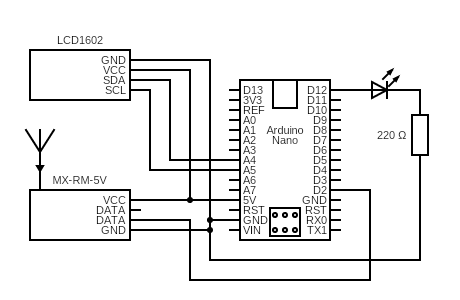 LCD1602
GND
VCC
SDA
SCL
MX-RM-5V
VCC
DATA
DATA
GND
D13
3V3
REF
A0
A1
A2
A3
A4
A5
A6
A7
5V
RST
GND
VIN
Arduino
Nano
D12
D11
D10
D9
D8
D7
D6
D5
D4
D3
D2
GND
RST
RX0
TX1
220 Ω